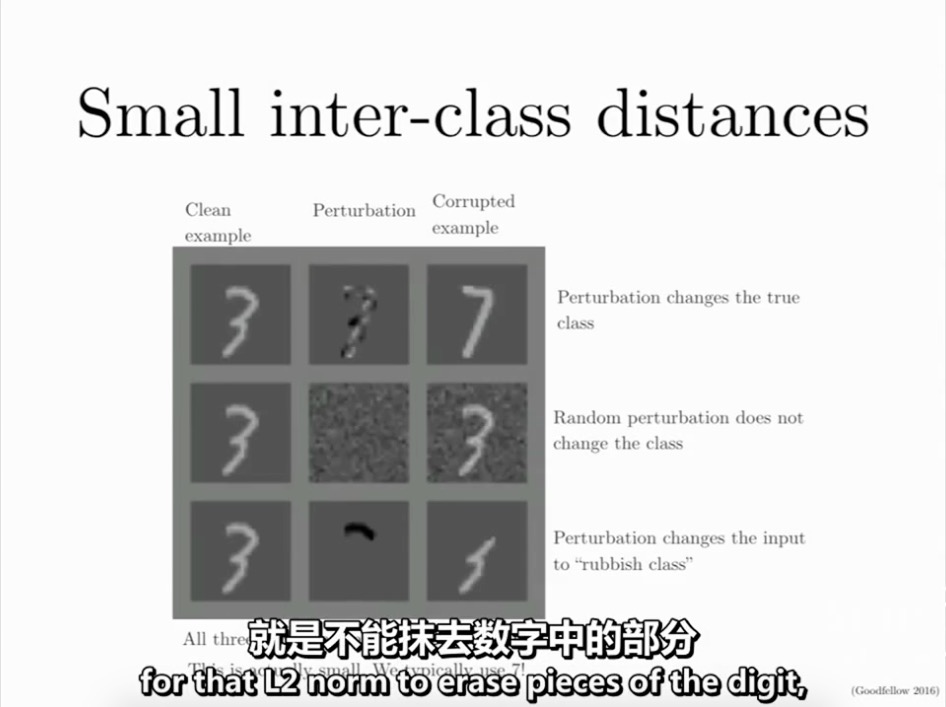 Small inter-class distances
Clean
example
Perturbation
Corrupted
example
Perturbation changes the true
class
Random perturbation does not
change the class
Perturbation changes the input
to “rubbish class”
All three
就是不能抹去数字中的部分
This is actually small. We typically use 7!
for that L2 norm to erase pieces of the digit,
(Goodfellow 2016)